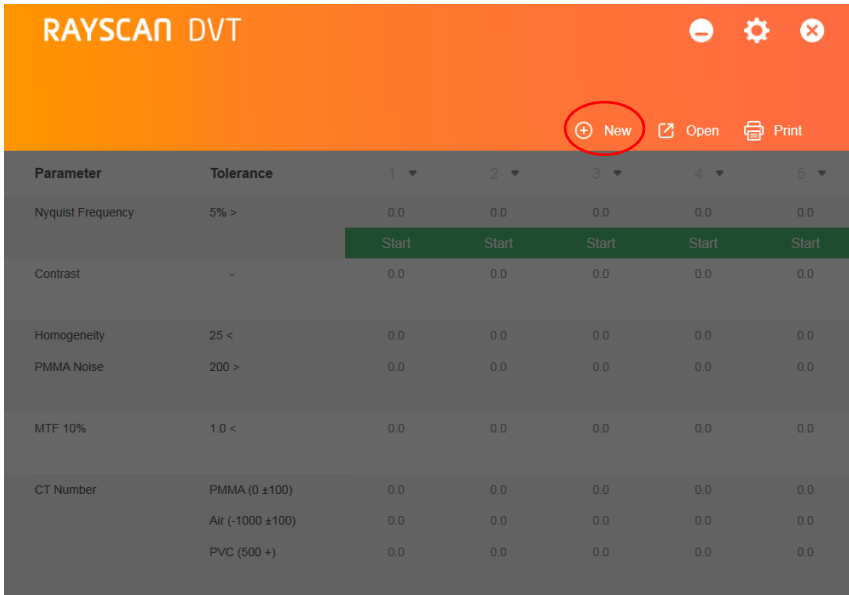 RAYSCAN DVT
New Open Print
Parameter Tolerance 1 2 3 4 5
Nyquist Frequency 5% > 0.0 0.0 0.0 0.0 0.0
Start Start Start Start Start
Contrast - 0.0 0.0 0.0 0.0 0.0
Homogeneity 25 < 0.0 0.0 0.0 0.0 0.0
PMMA Noise 200 > 0.0 0.0 0.0 0.0 0.0
MTF 10% 1.0 < 0.0 0.0 0.0 0.0 0.0
CT Number PMMA (0 ±100) 0.0 0.0 0.0 0.0 0.0
Air (-1000 ±100) 0.0 0.0 0.0 0.0 0.0
PVC (500 +) 0.0 0.0 0.0 0.0 0.0